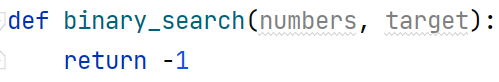 def binary_search(numbers, target):
    return -1